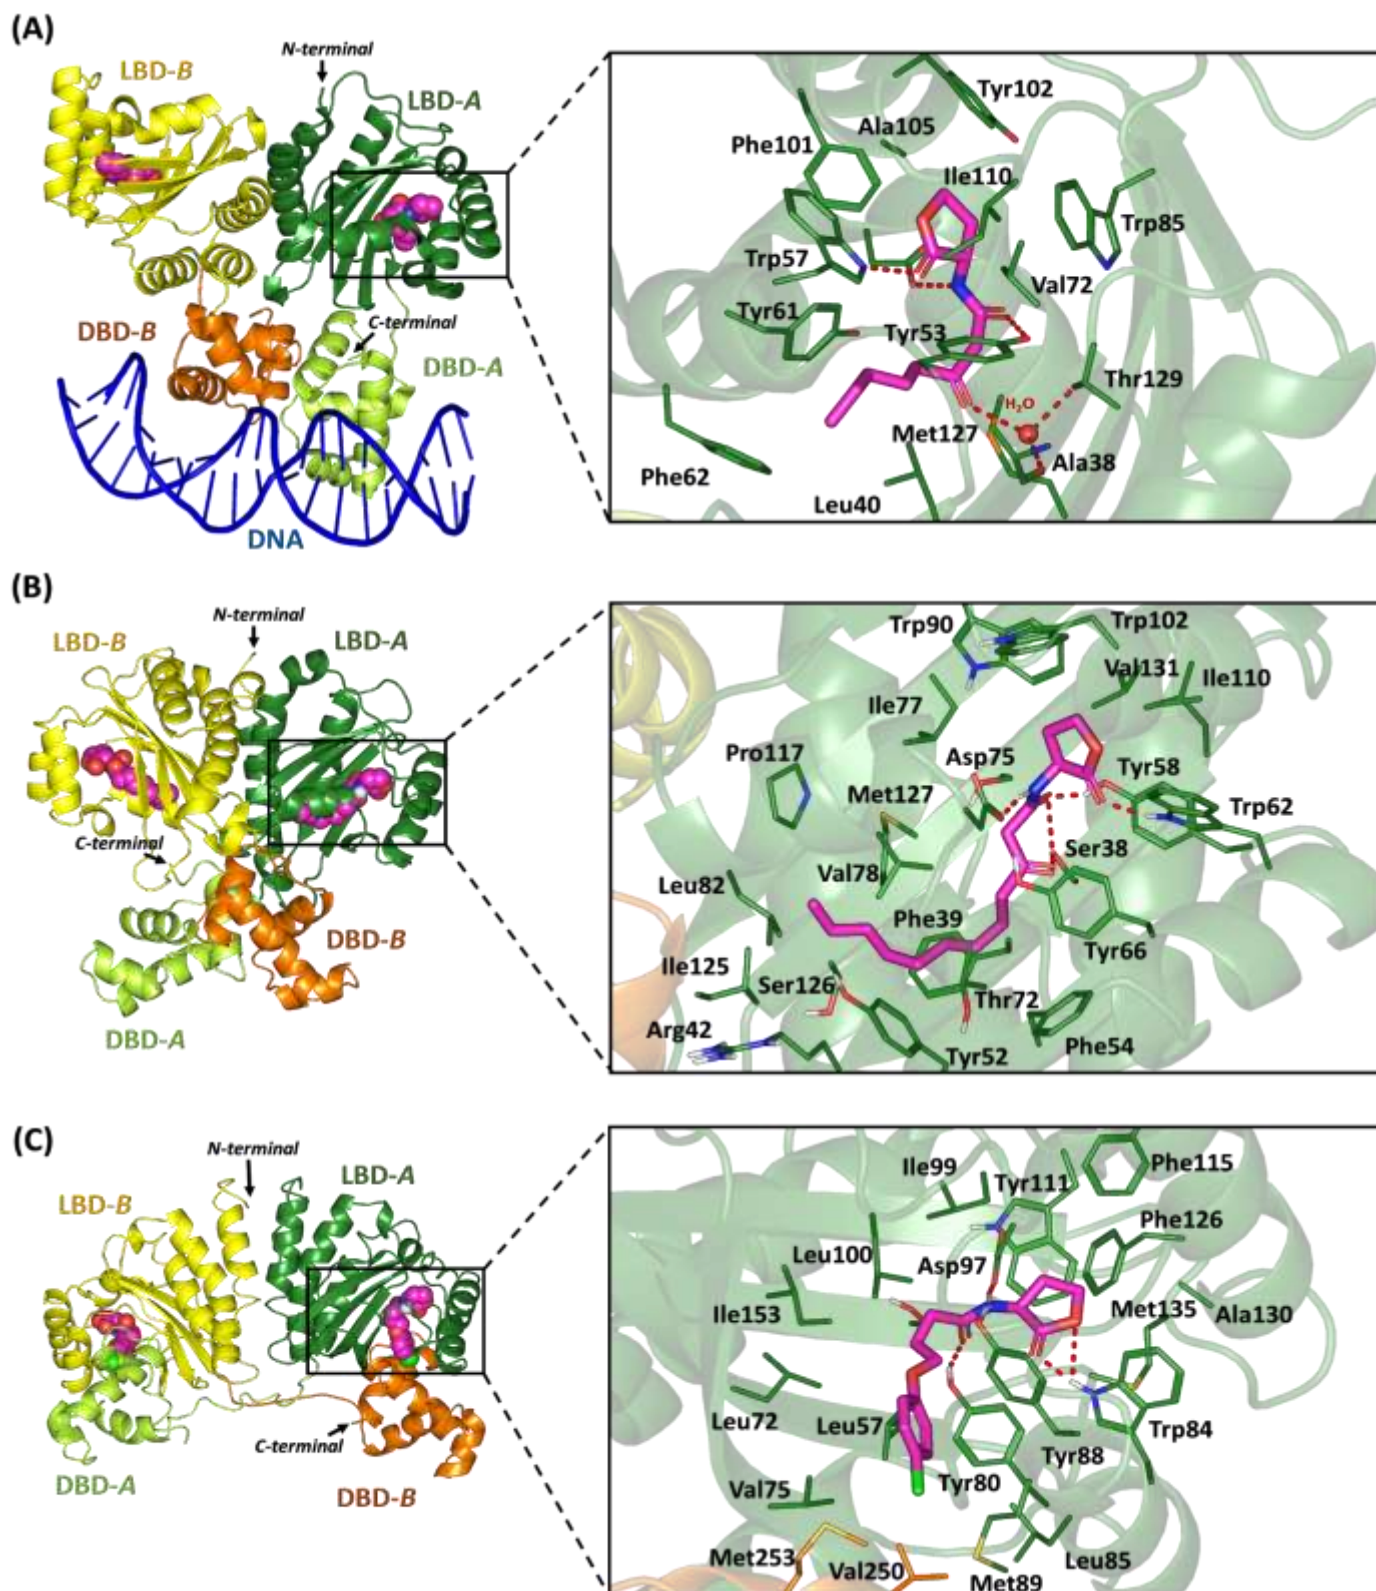 (A)
N-terminal
LBD-B
LBD-A
DBD-B
C-terminal
DBD-A
DNA
Tyr102
Ala105
Phe101
Ile110
Trp85
Trp57
Val72
Tyr61
Tyr53
Thr129
H₂O
Met127
Ala38
Phe62
Leu40
(B)
N-terminal
LBD-B
LBD-A
C-terminal
DBD-B
DBD-A
Trp90
Trp102
Val131
Ile110
Ile77
Pro117
Asp75
Tyr58
Met127
Trp62
Ser38
Val78
Leu82
Phe39
Tyr66
Ile125
Ser126
Thr72
Arg42
Tyr52
Phe54
(C)
N-terminal
LBD-B
LBD-A
C-terminal
DBD-A
DBD-B
Ile99
Tyr111
Phe115
Phe126
Leu100
Asp97
Ile153
Met135
Ala130
Leu72
Leu57
Trp84
Tyr88
Val75
Tyr80
Met253
Val250
Leu85
Met89